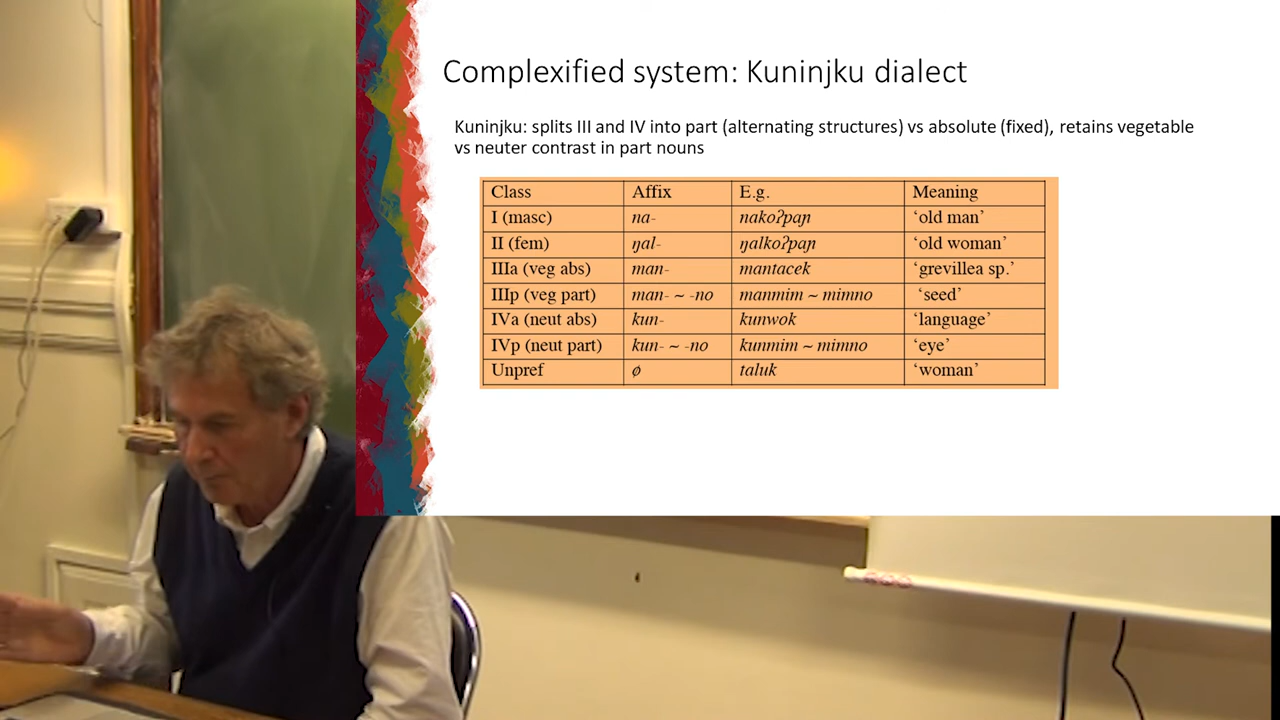 Complexified system: Kuninjku dialect
Kuninjku: splits III and IV into part (alternating structures) vs absolute (fixed), retains vegetable
vs neuter contrast in part nouns
Class Affix E.g. Meaning
I (masc) na- nakoʔpaɲ ‘old man’
II (fem) ŋal- ŋalkoʔpaɲ ‘old woman’
IIIa (veg abs) man- mantacek ‘grevillea sp.’
IIIp (veg part) man- ~ -no manmim ~ mimno ‘seed’
IVa (neut abs) kun- kunwok ‘language’
IVp (neut part) kun- ~ -no kunmim ~ mimno ‘eye’
Unpref ø taluk ‘woman’